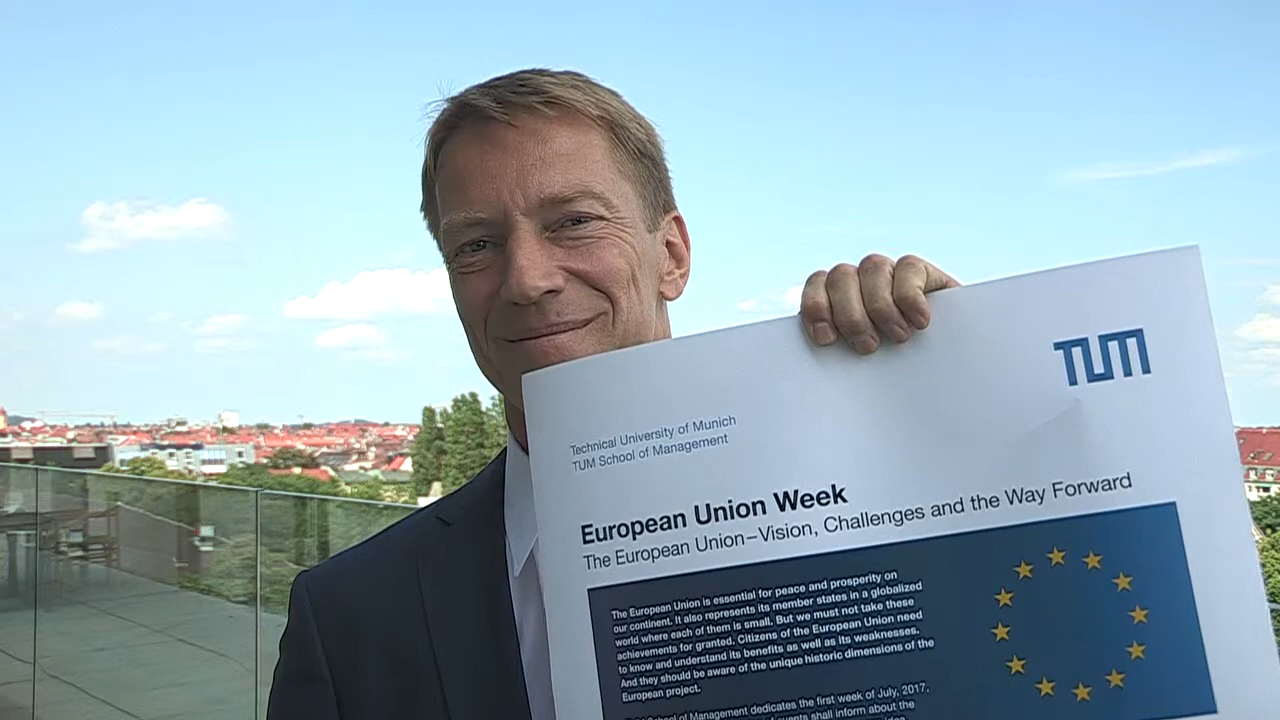 TUM
Technical University of Munich
TUM School of Management
European Union Week
The European Union–Vision, Challenges and the Way Forward
The European Union is essential for peace and prosperity on
our continent. It also represents its member states in a globalized
world where each of them is small. But we must not take these
achievements for granted. Citizens of the European Union need
to know and understand its benefits as well as its weaknesses.
And they should be aware of the unique historic dimensions of the
European project.
School of Management dedicates the first week of July, 2017,
events shall inform about the